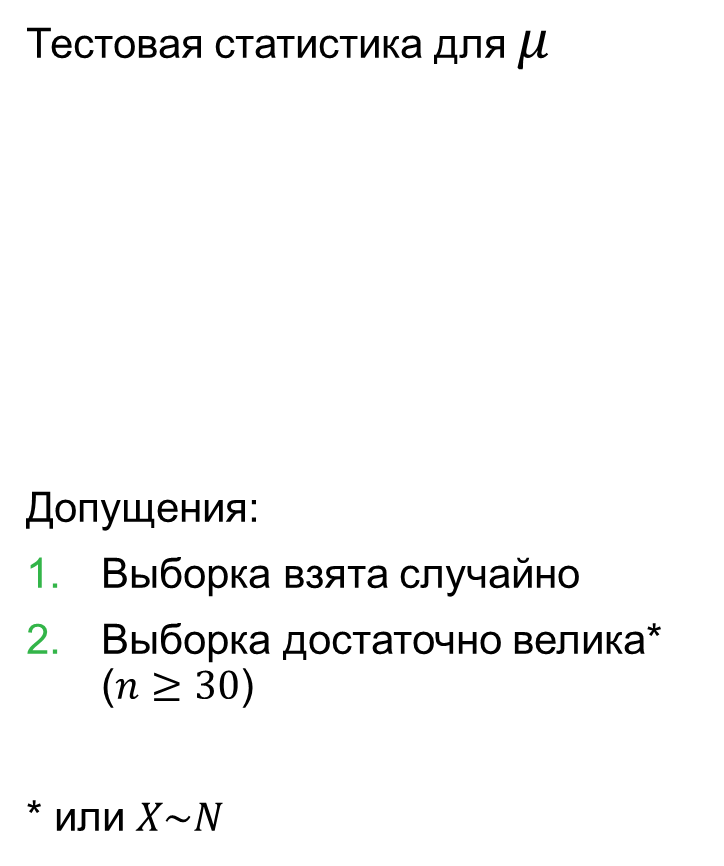 Тестовая статистика для μ
Допущения:
1. Выборка взята случайно
2. Выборка достаточно велика*
(n ≥ 30)
* или X~N